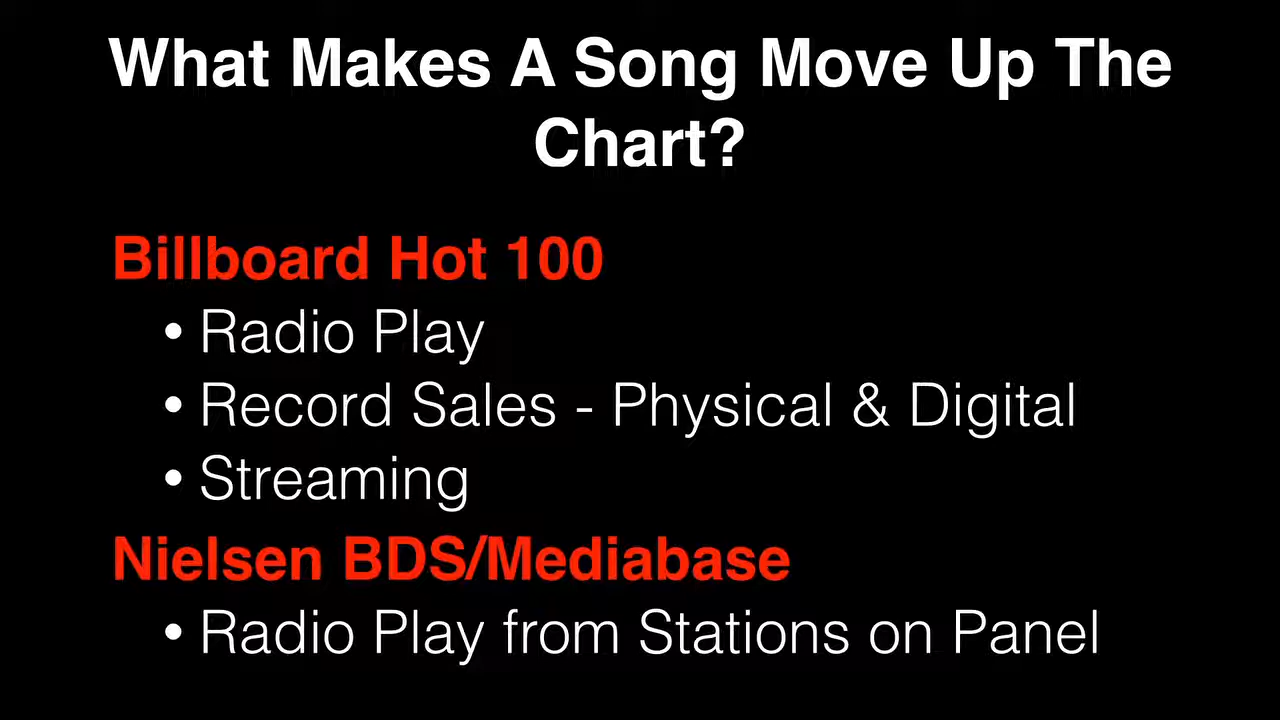 What Makes A Song Move Up The
Chart?
Billboard Hot 100
• Radio Play
• Record Sales - Physical & Digital
• Streaming
Nielsen BDS/Mediabase
• Radio Play from Stations on Panel